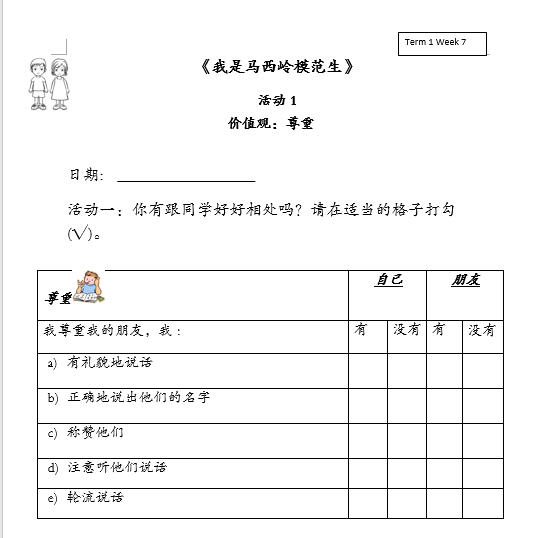 Term 1 Week 7
《我是马西岭模范生》
活动 1
价值观：尊重
日期: _______________
活动一：你有跟同学好好相处吗？请在适当的格子打勾
(√)。
尊重 自己 朋友
我尊重我的朋友，我： 有 没有 有 没有
a) 有礼貌地说话
b) 正确地说出他们的名字
c) 称赞他们
d) 注意听他们说话
e) 轮流说话